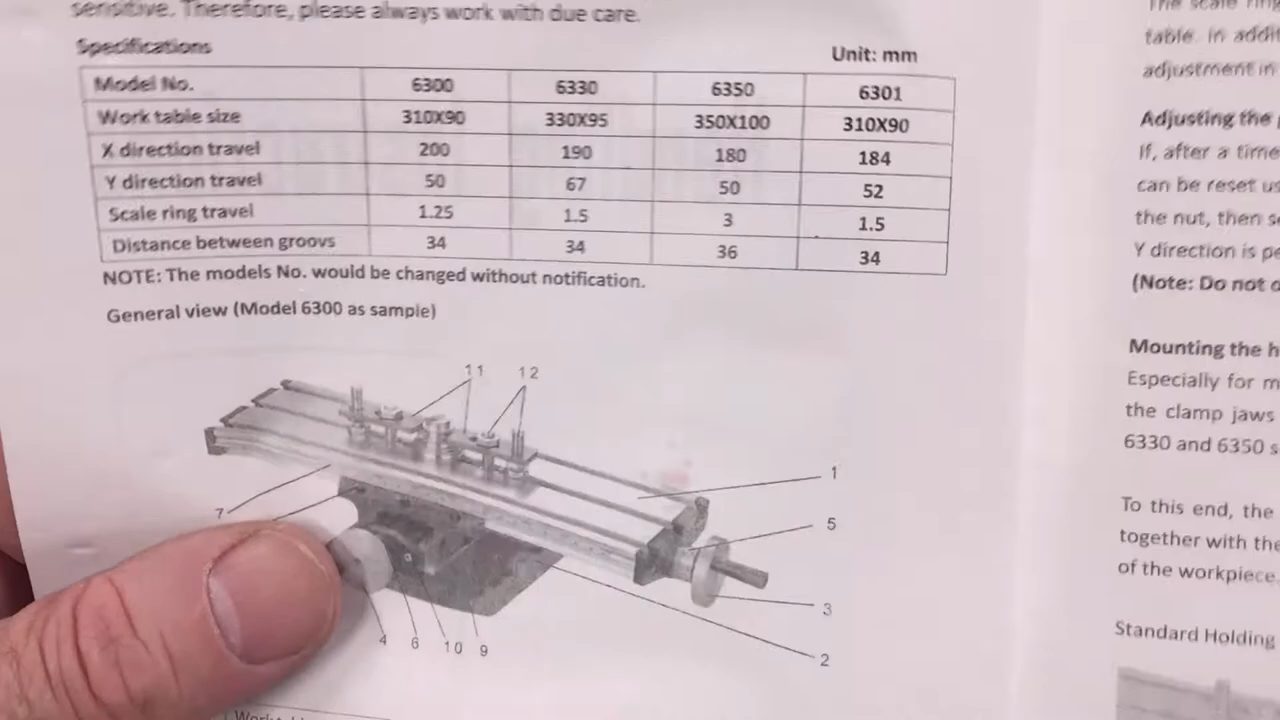 sensitive. Therefore, please always work with due care.
Specifications
Unit: mm
Model No. 6300 6330 6350 6301
Work table size 310X90 330X95 350X100 310X90
X direction travel 200 190 180 184
Y direction travel 50 67 50 52
Scale ring travel 1.25 1.5 3 1.5
Distance between groovs 34 34 36 34
NOTE: The models No. would be changed without notification.
General view (Model 6300 as sample)
11 12
1
7
5
3
4 6 10 9
2
The scale ring
table. In addit
adjustment in
Adjusting the
If, after a time
can be reset us
the nut, then s
Y direction is pe
(Note: Do not
Mounting the h
Especially for m
the clamp jaws
6330 and 6350 s
To this end, the
together with the
of the workpiece.
Standard Holding